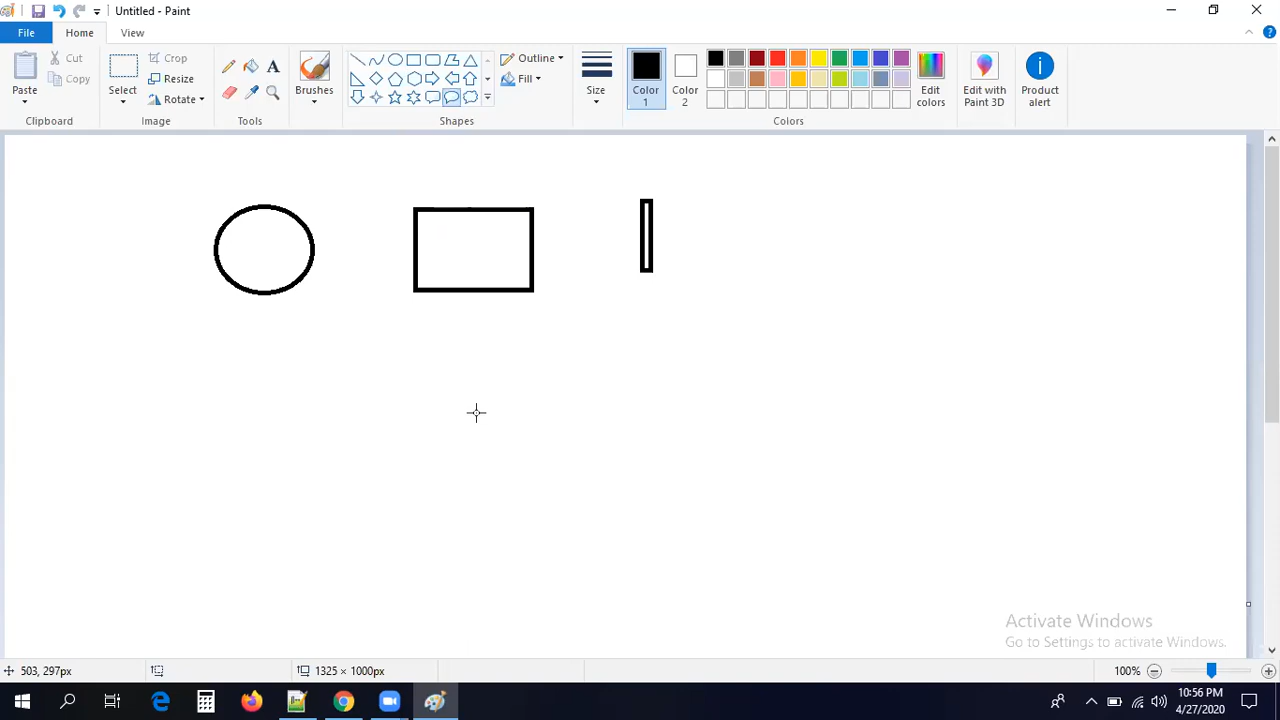 Untitled - Paint
File Home View
Paste
Cut
Copy
Clipboard
Select
Crop
Resize
Rotate
Image
A
Tools
Brushes
Outline
Fill
Shapes
Size
Color 1
Color 2
Edit colors
Colors
Edit with Paint 3D
Product alert
Activate Windows
Go to Settings to activate Windows.
503, 297px
1325 × 1000px
100%
10:56 PM
4/27/2020